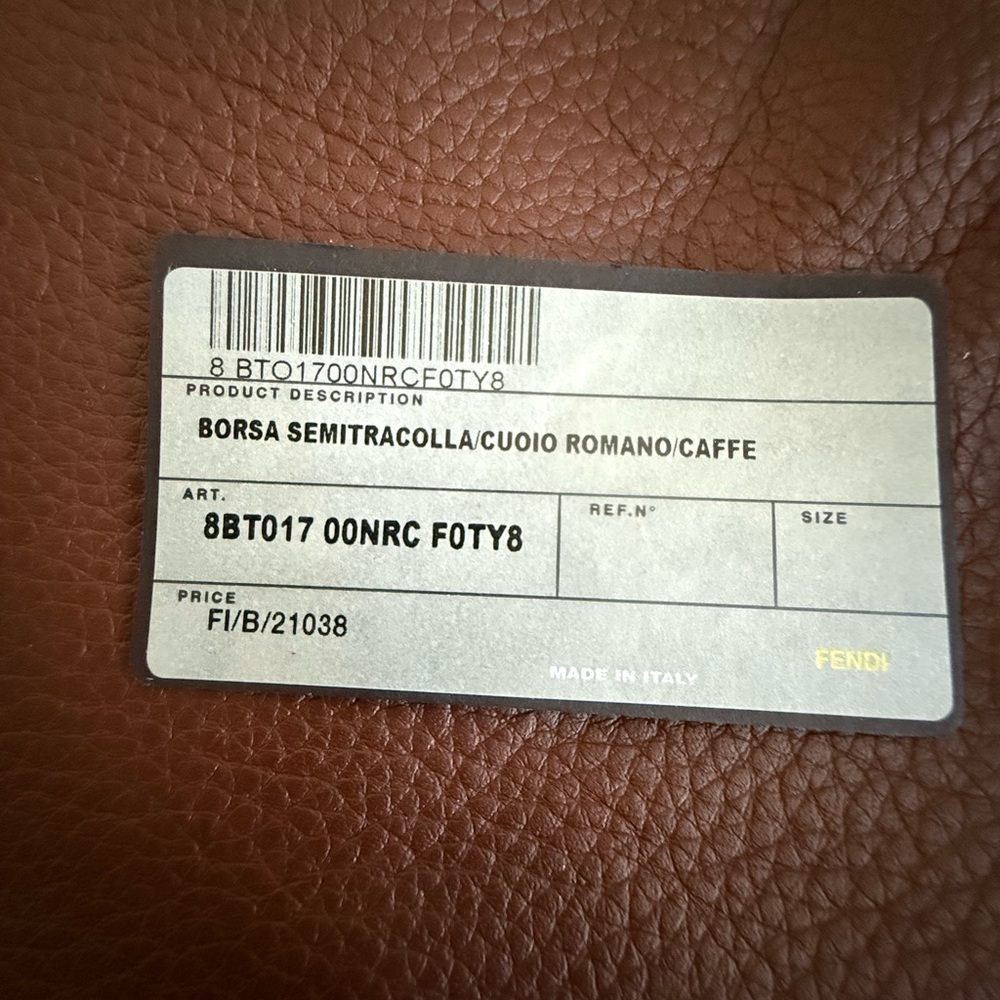 8 BTO1700NRCF0TY8
PRODUCT DESCRIPTION
BORSA SEMITRACOLLA/CUOIO ROMANO/CAFFE
ART.
8BT017 00NRC F0TY8
REF.N°
SIZE
PRICE
FI/B/21038
MADE IN ITALY
FENDI